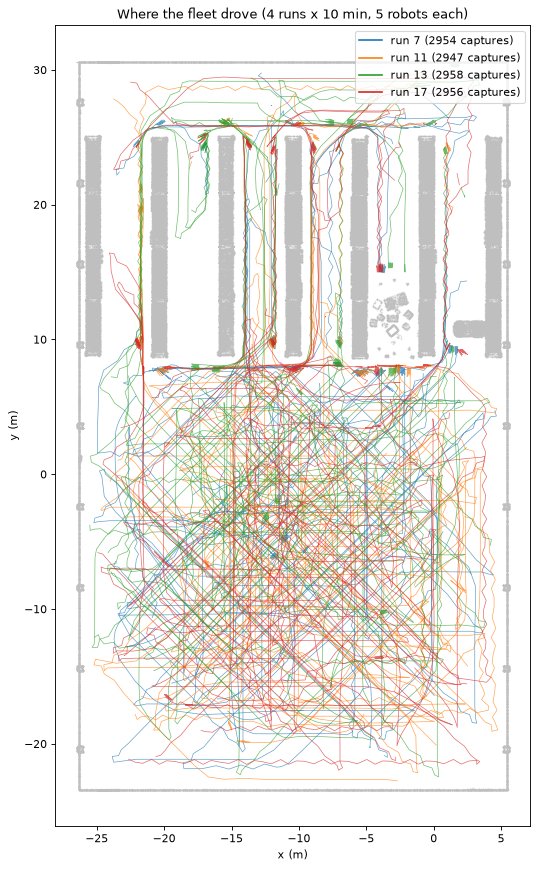 Where the fleet drove (4 runs x 10 min, 5 robots each)
run 7 (2954 captures)
run 11 (2947 captures)
run 13 (2958 captures)
run 17 (2956 captures)
30
20
10
0
−10
−20
y (m)
−25 −20 −15 −10 −5 0 5
x (m)